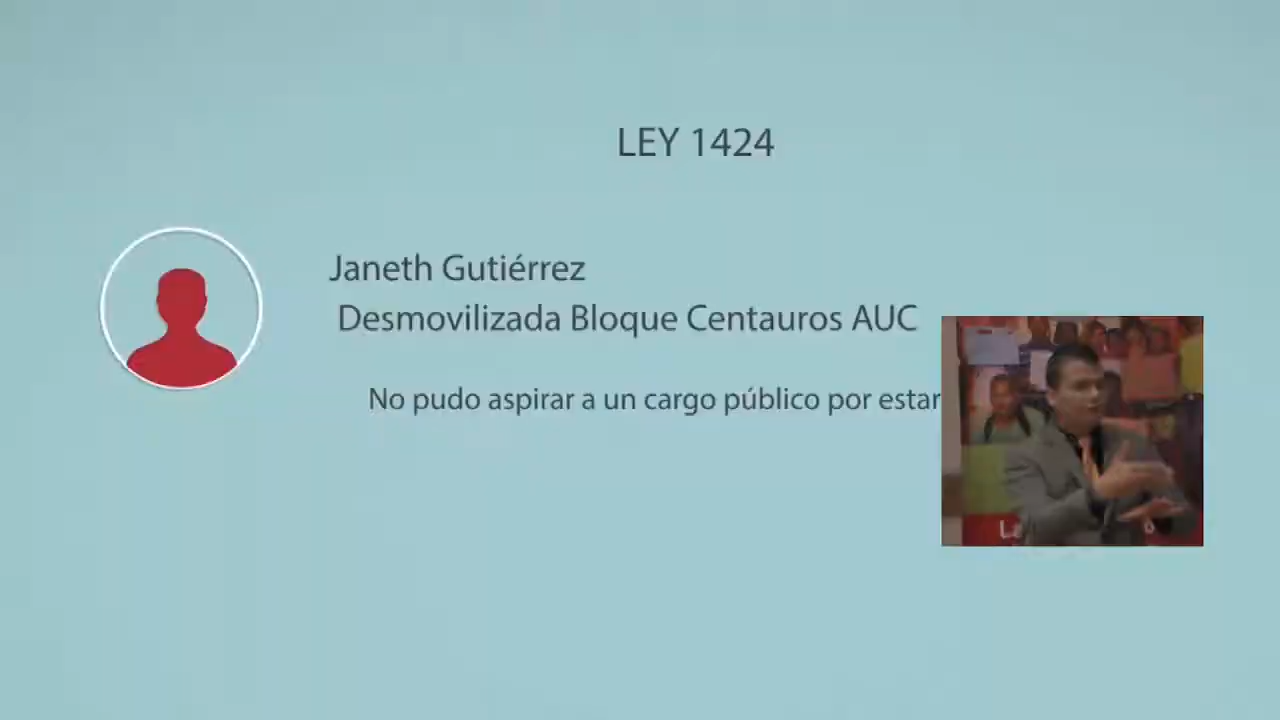 LEY 1424
Janeth Gutiérrez
Desmovilizada Bloque Centauros AUC
No pudo aspirar a un cargo público por estar